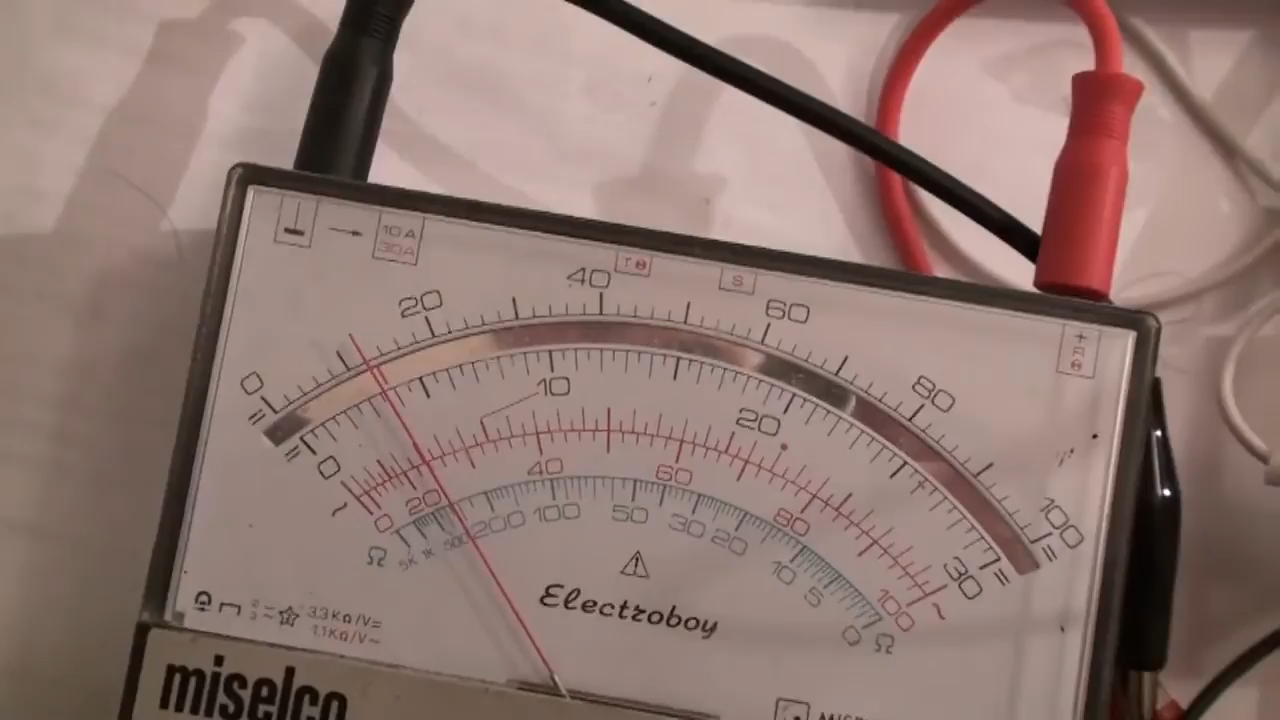 10A
30A
T
S
+
0 20 40 60 80 100
=
=
0 10 20 30
=
=
~ 0 20 40 60 80 100 ~
Ω 5K 1K 500 200 100 50 30 20 10 5 0 Ω
Electroboy
3.3KΩ/V=
1.1KΩ/V~
miselco